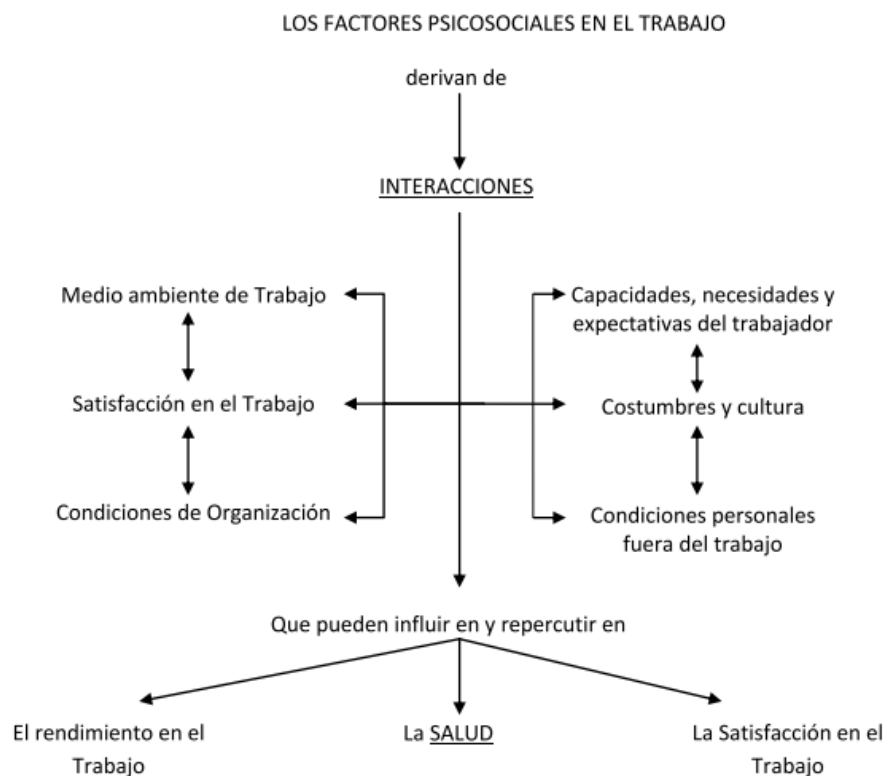 LOS FACTORES PSICOSOCIALES EN EL TRABAJO
derivan de
INTERACCIONES
Medio ambiente de Trabajo
Capacidades, necesidades y
expectativas del trabajador
Satisfacción en el Trabajo
Costumbres y cultura
Condiciones de Organización
Condiciones personales
fuera del trabajo
Que pueden influir en y repercutir en
El rendimiento en el
Trabajo
La SALUD
La Satisfacción en el
Trabajo